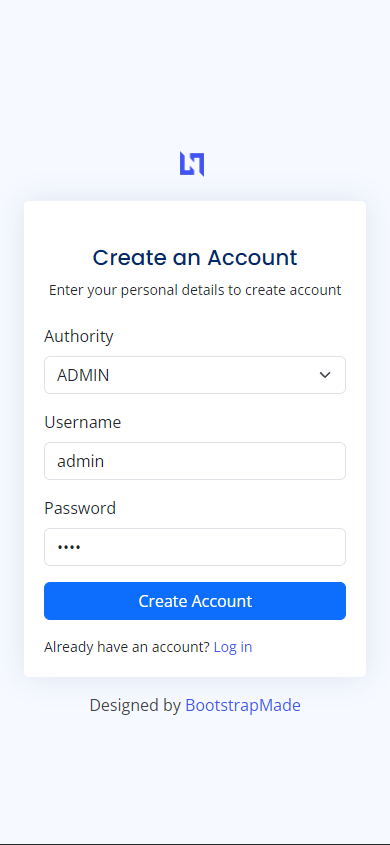 Create an Account
Enter your personal details to create account
Authority
ADMIN
Username
admin
Password
••••
Create Account
Already have an account? Log in
Designed by BootstrapMade